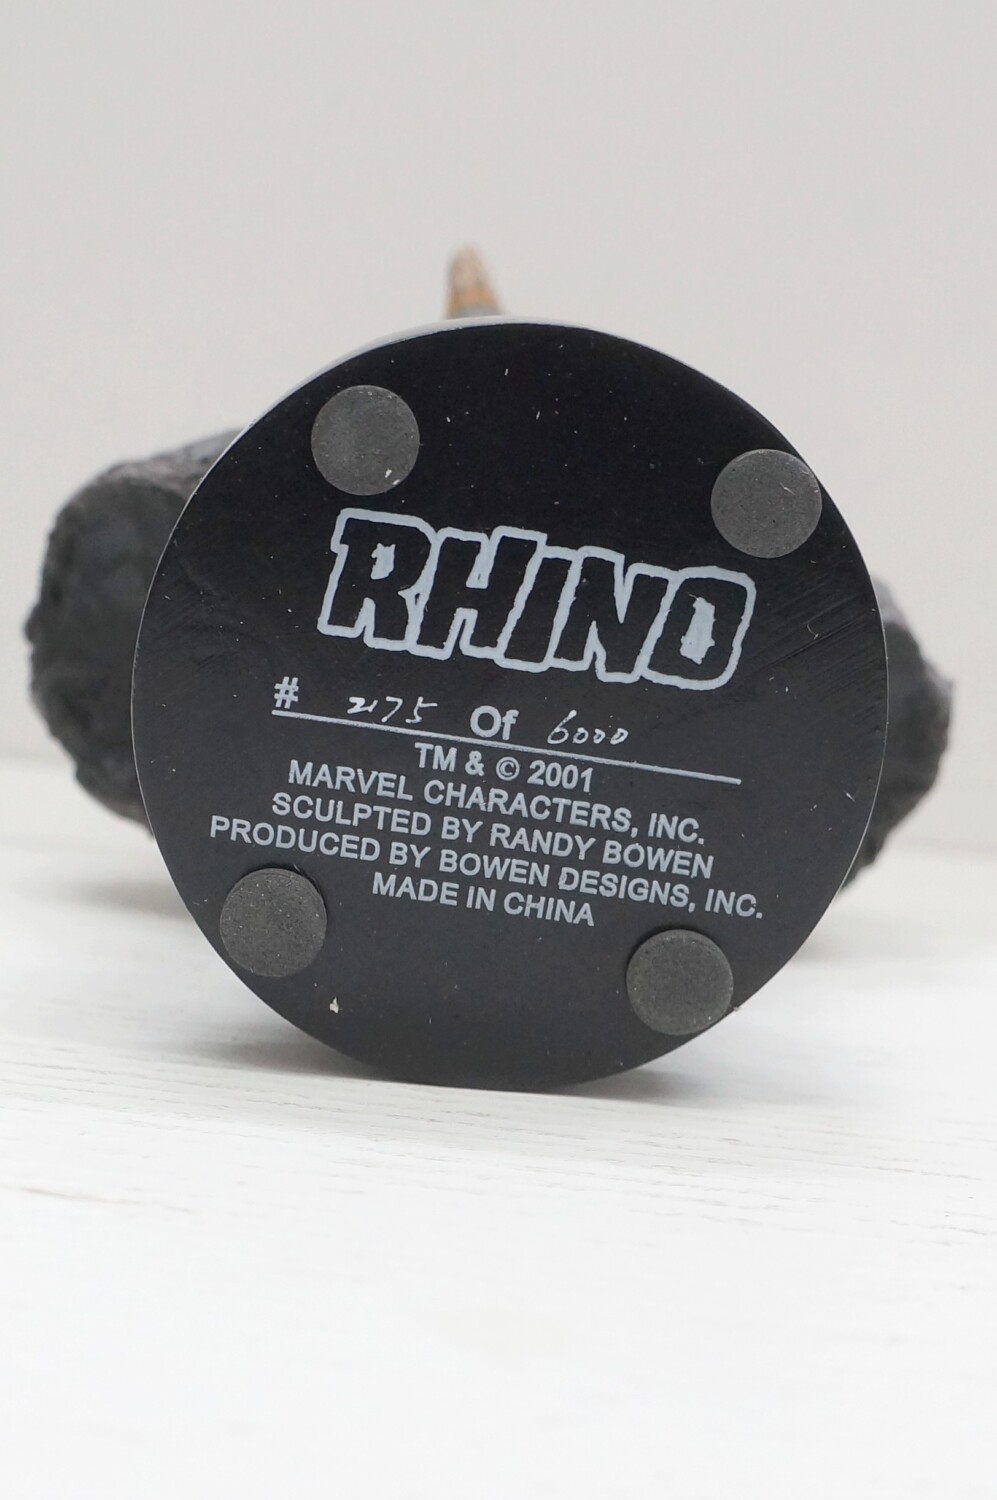 RHINO
# 2175 Of 6000
TM & © 2001
MARVEL CHARACTERS, INC.
SCULPTED BY RANDY BOWEN
PRODUCED BY BOWEN DESIGNS, INC.
MADE IN CHINA